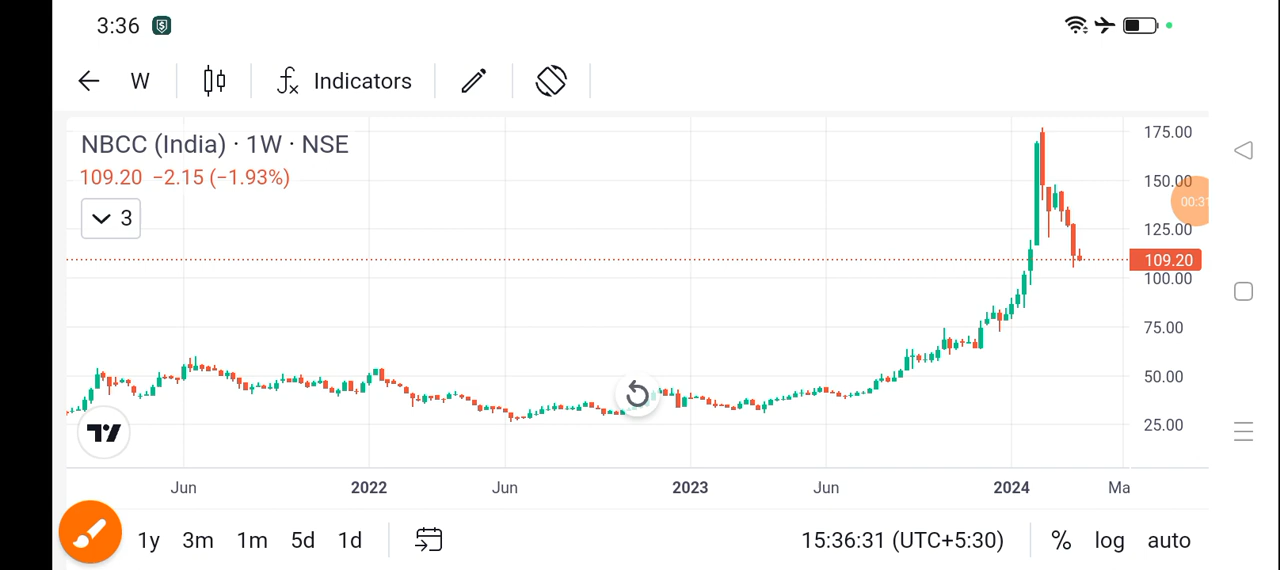 3:36
W Indicators
NBCC (India) · 1W · NSE
109.20 −2.15 (−1.93%)
3
175.00
150.00
00:31
125.00
109.20
100.00
75.00
50.00
25.00
Jun 2022 Jun 2023 Jun 2024 Ma
1y 3m 1m 5d 1d 15:36:31 (UTC+5:30) % log auto